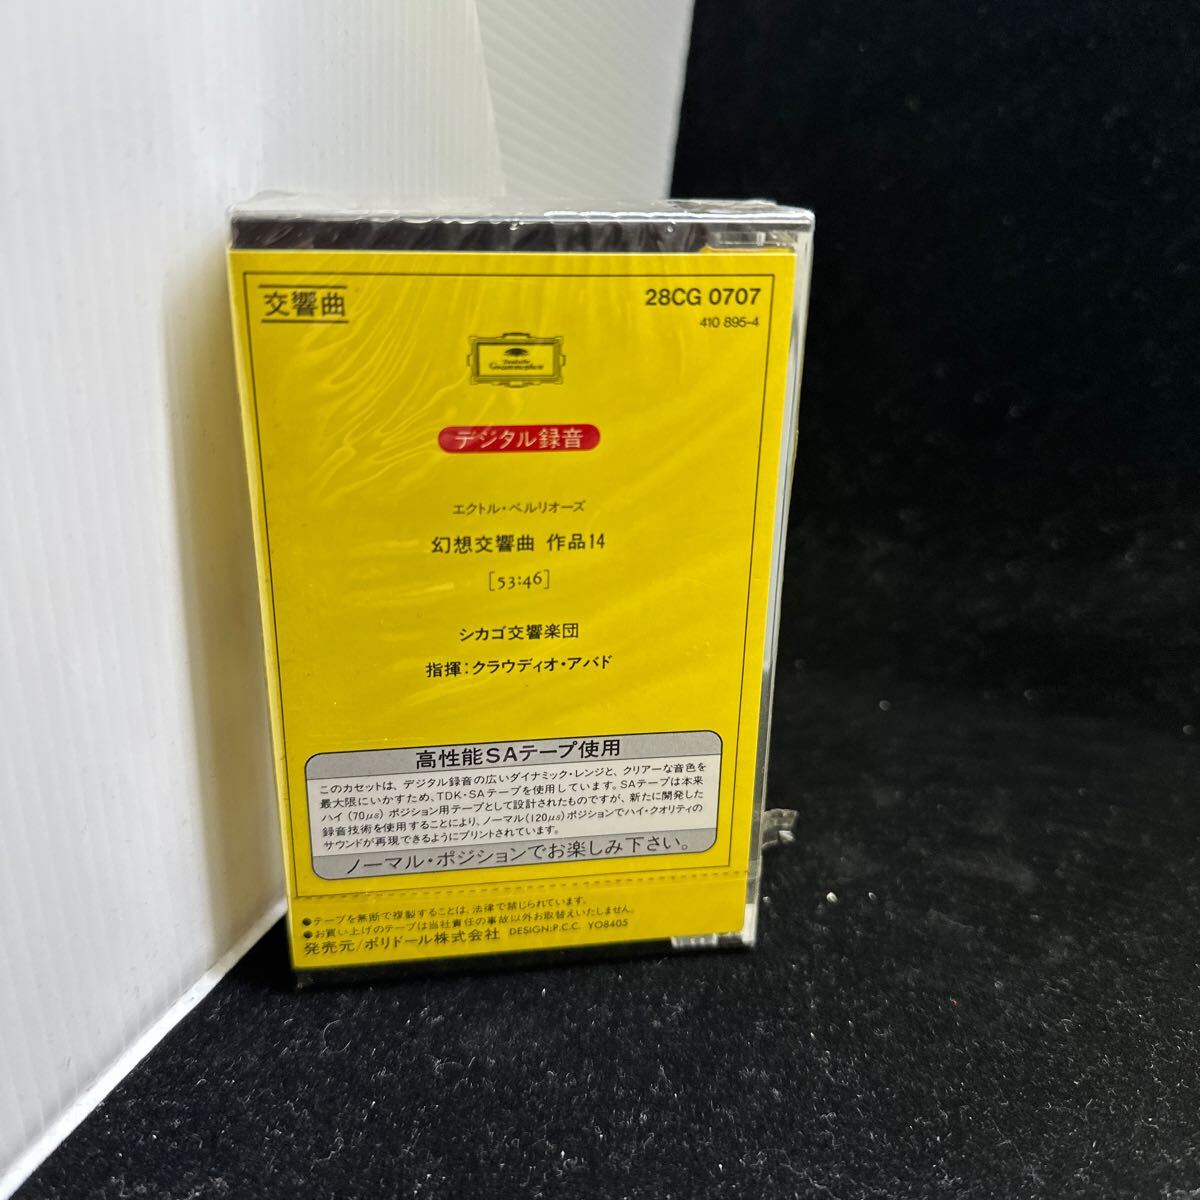 交響曲
28CG 0707
410 895-4
Deutsche
Grammophon
デジタル録音
エクトル・ベルリオーズ
幻想交響曲 作品14
[53:46]
シカゴ交響楽団
指揮：クラウディオ・アバド
高性能SAテープ使用
このカセットは、デジタル録音の広いダイナミック・レンジと、クリアーな音色を
最大限にいかすため、TDK・SAテープを使用しています。SAテープは本来
ハイ(70μs)ポジション用テープとして設計されたものですが、新たに開発した
録音技術を使用することにより、ノーマル(120μs)ポジションでハイ・クオリティの
サウンドが再現できるようにプリントされています。
ノーマル・ポジションでお楽しみ下さい。
●テープを無断で複製することは、法律で禁じられています。
●お買い上げのテープは当社責任の事故以外お取替えいたしません。
発売元/ポリドール株式会社 DESIGN:P.C.C. YO8405